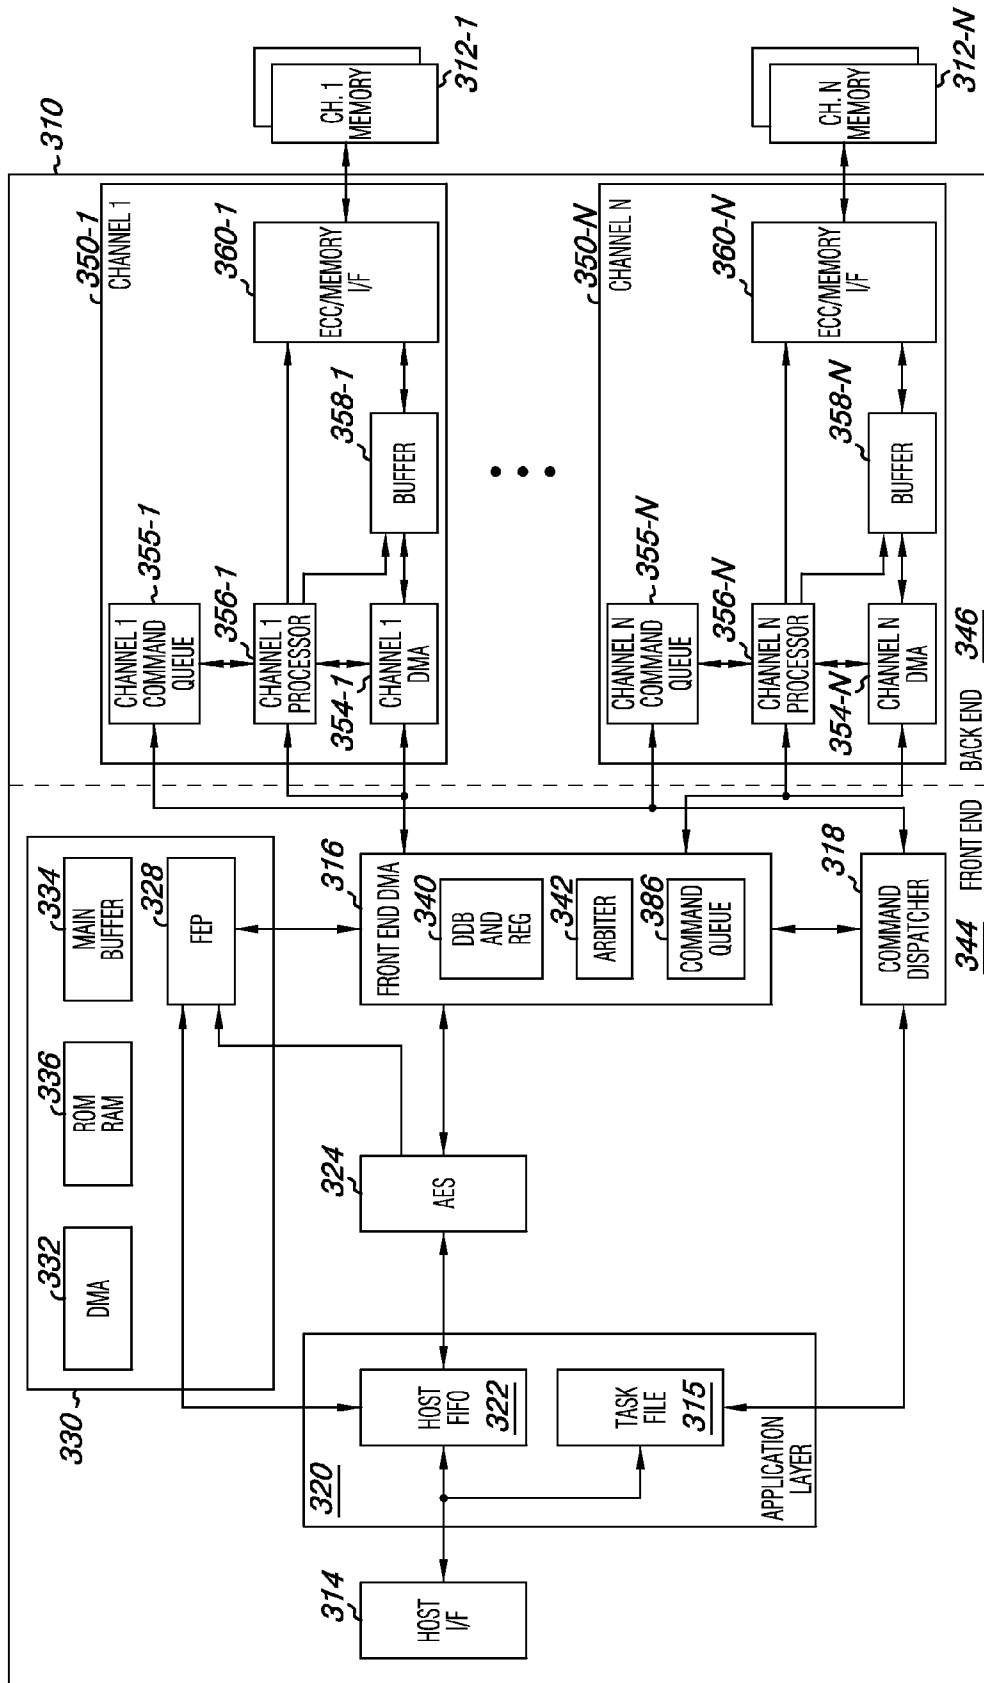 310
330
332
DMA
336
ROM
RAM
334
MAIN
BUFFER
328
FEP
314
HOST
I/F
320
HOST
FIFO
322
TASK
FILE
315
APPLICATION
LAYER
324
AES
316
FRONT END DMA
340
DDB
AND
REG
342
ARBITER
386
COMMAND
QUEUE
318
COMMAND
DISPATCHER
344
FRONT END
BACK END
346
350-1
CHANNEL 1
355-1
CHANNEL 1
COMMAND
QUEUE
356-1
CHANNEL 1
PROCESSOR
354-1
CHANNEL 1
DMA
358-1
BUFFER
360-1
ECC/MEMORY
I/F
CH. 1
MEMORY
312-1
350-N
CHANNEL N
355-N
CHANNEL N
COMMAND
QUEUE
356-N
CHANNEL N
PROCESSOR
354-N
CHANNEL N
DMA
358-N
BUFFER
360-N
ECC/MEMORY
I/F
CH. N
MEMORY
312-N